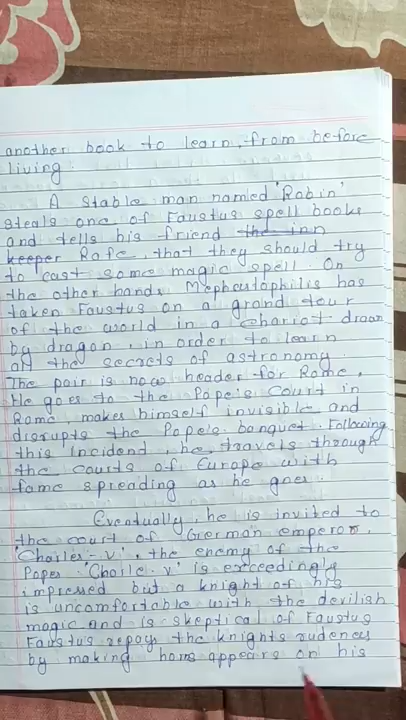 another book to learn from before
living.
A stable man named 'Robin'
steals one of Faustus spell books
and tells his friend the inn
keeper Rafe, that they should try
to cast some magic spell. On
the other hand, Mephoulophilis has
taken Faustus on a grand tour
of the world in a chariot drawn
by dragon, in order to learn
all the secrets of astronomy.
The pair is now header for Rome.
He goes to the Pope's court in
Rome, makes himself invisible and
disrupts the Pope's banquet. Following
this incident, he travels through
the courts of Europe with
fame spreading as he goes.
Eventually, he is invited to
the court of German emperor,
'Charles-v', the enemy of the
Pope. 'Charle-v' is exceedingly
impressed but a knight of his
is uncomfortable with the devilish
magic and is skeptical of Faustus
Faustus repays the knights rudeness
by making horns appears on his